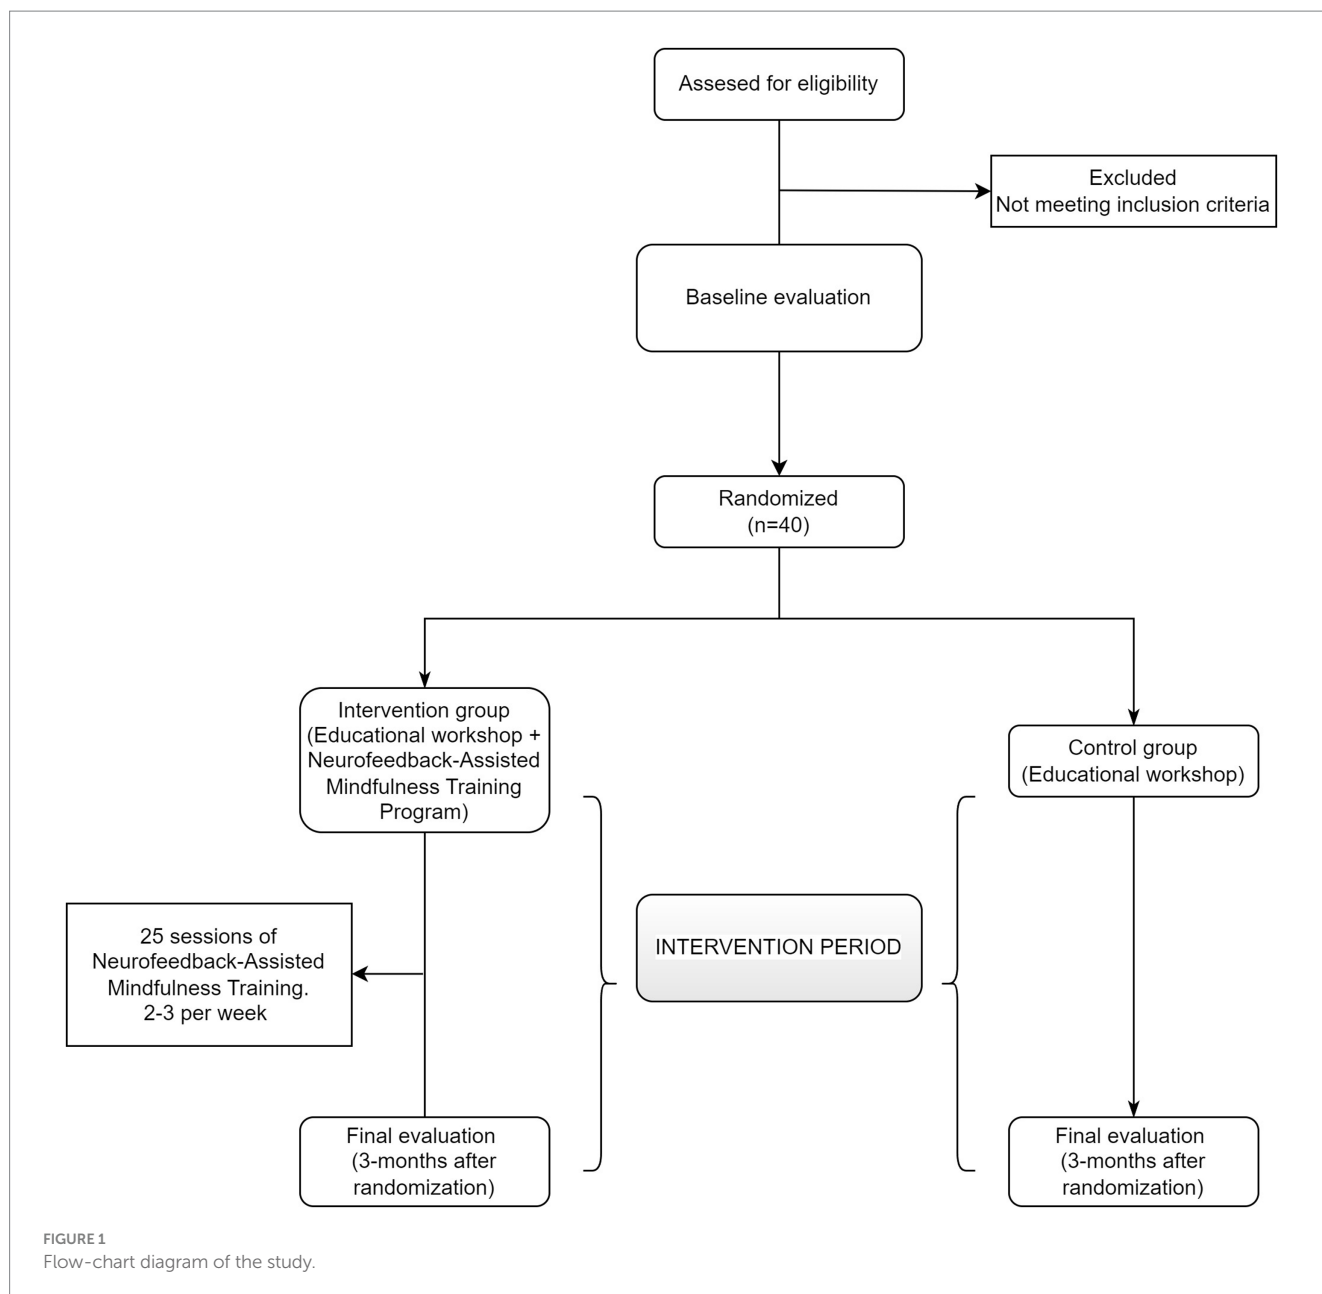 Assesed for eligibility
Excluded
Not meeting inclusion criteria
Baseline evaluation
Randomized
(n=40)
Intervention group
(Educational workshop +
Neurofeedback-Assisted
Mindfulness Training
Program)
Control group
(Educational workshop)
25 sessions of
Neurofeedback-Assisted
Mindfulness Training.
2-3 per week
INTERVENTION PERIOD
Final evaluation
(3-months after
randomization)
Final evaluation
(3-months after
randomization)
FIGURE 1
Flow-chart diagram of the study.